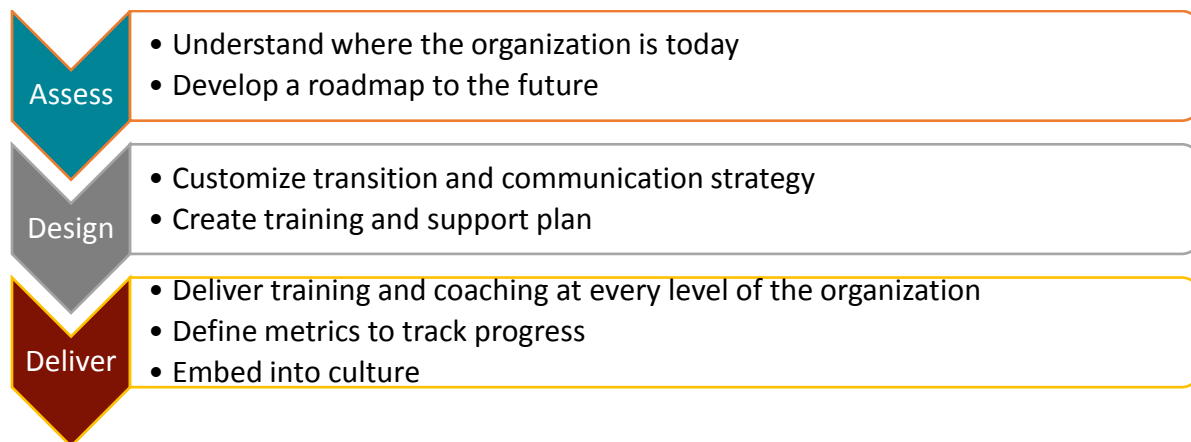 Assess
• Understand where the organization is today
• Develop a roadmap to the future
Design
• Customize transition and communication strategy
• Create training and support plan
Deliver
• Deliver training and coaching at every level of the organization
• Define metrics to track progress
• Embed into culture